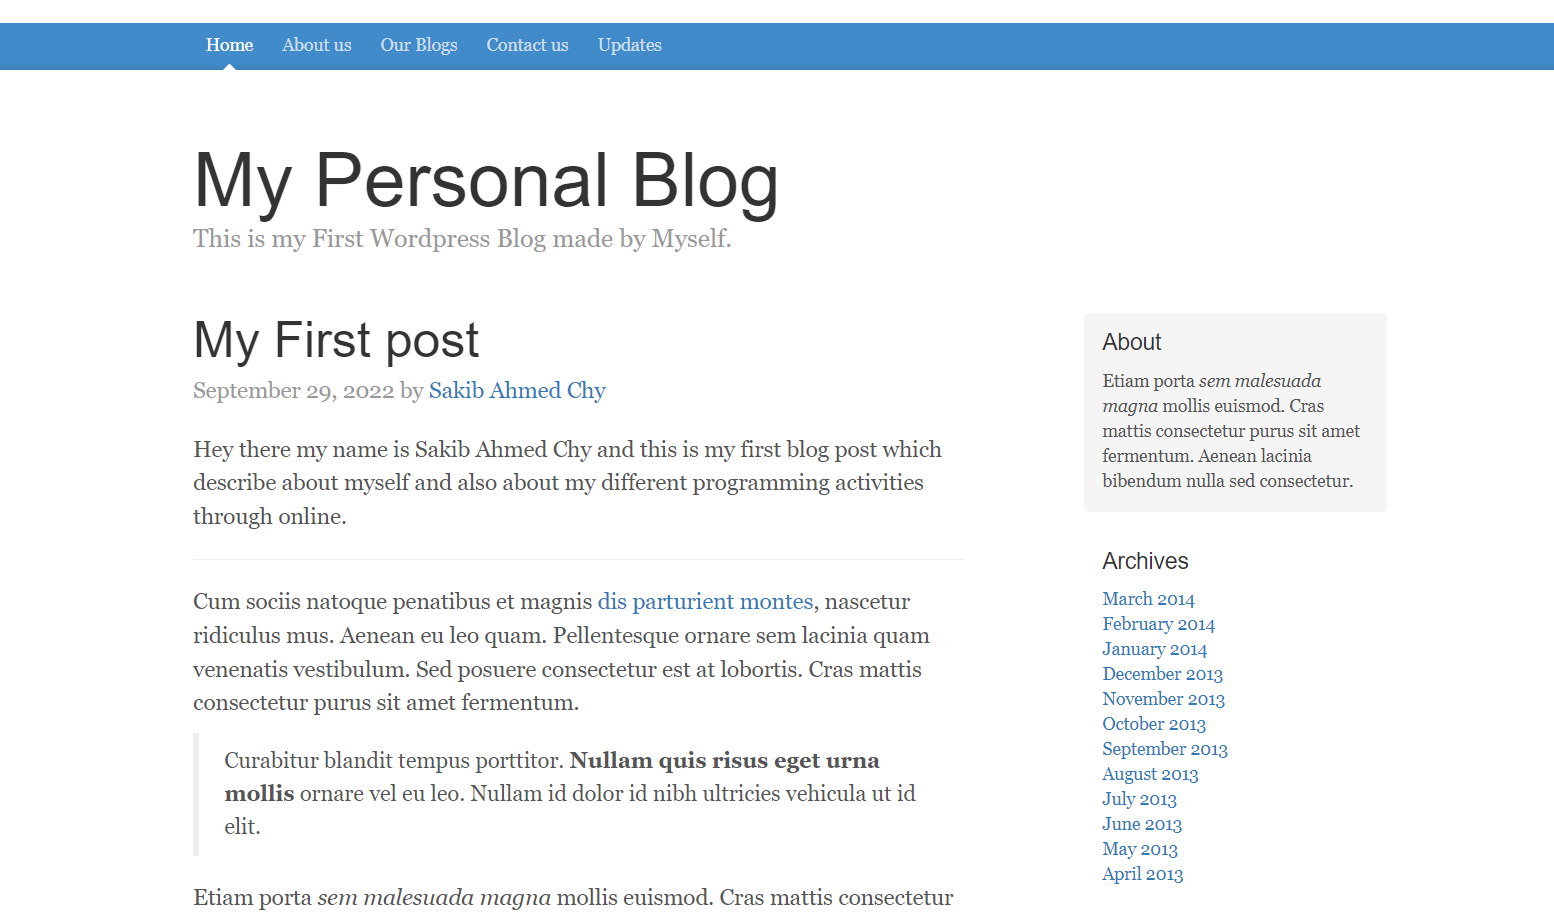 Home About us Our Blogs Contact us Updates
My Personal Blog
This is my First Wordpress Blog made by Myself.
My First post
September 29, 2022 by Sakib Ahmed Chy
Hey there my name is Sakib Ahmed Chy and this is my first blog post which
describe about myself and also about my different programming activities
through online.
Cum sociis natoque penatibus et magnis dis parturient montes, nascetur
ridiculus mus. Aenean eu leo quam. Pellentesque ornare sem lacinia quam
venenatis vestibulum. Sed posuere consectetur est at lobortis. Cras mattis
consectetur purus sit amet fermentum.
Curabitur blandit tempus porttitor. Nullam quis risus eget urna
mollis ornare vel eu leo. Nullam id dolor id nibh ultricies vehicula ut id
elit.
Etiam porta sem malesuada magna mollis euismod. Cras mattis consectetur
About
Etiam porta sem malesuada
magna mollis euismod. Cras
mattis consectetur purus sit amet
fermentum. Aenean lacinia
bibendum nulla sed consectetur.
Archives
March 2014
February 2014
January 2014
December 2013
November 2013
October 2013
September 2013
August 2013
July 2013
June 2013
May 2013
April 2013